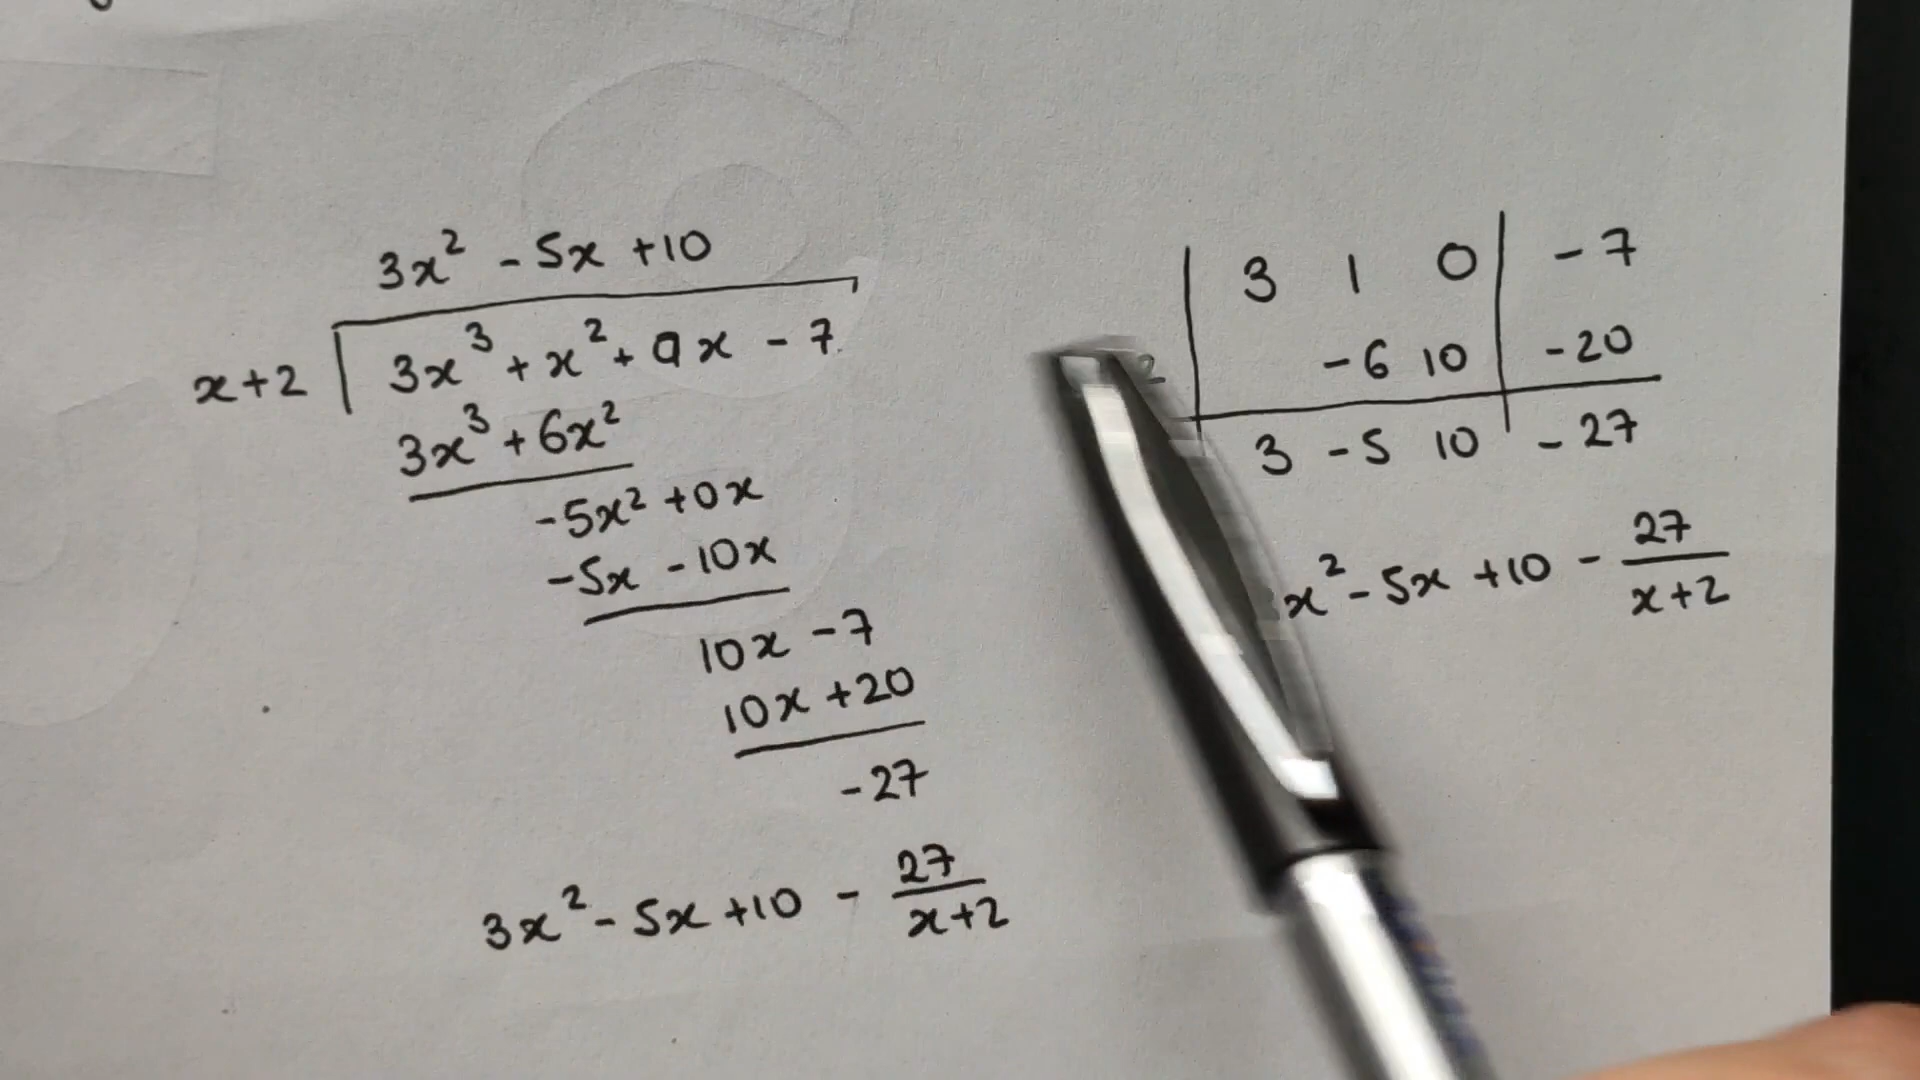 3x² - 5x + 10
x+2 | 3x³ + x² + 0x - 7
3x³ + 6x²
-5x² + 0x
-5x - 10x
10x - 7
10x + 20
-27
3x² - 5x + 10 - 27/(x+2)
3 1 0 | -7
2 | -6 10 | -20
3 -5 10 -27
x² - 5x + 10 - 27/(x+2)